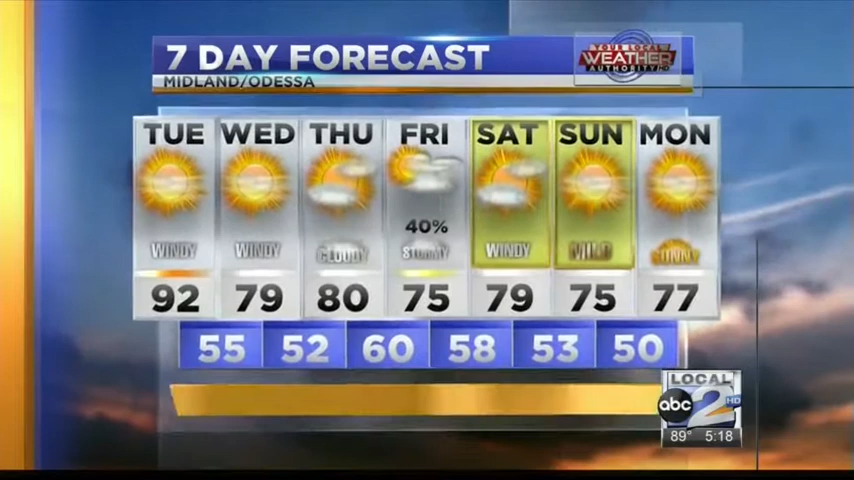 7 DAY FORECAST
YOUR LOCAL
WEATHER
AUTHORITY HD
MIDLAND/ODESSA
TUE WED THU FRI SAT SUN MON
40%
WINDY WINDY CLOUDY STORMY WINDY MILD SUNNY
92 79 80 75 79 75 77
55 52 60 58 53 50
LOCAL
abc 2 HD
89° 5:18